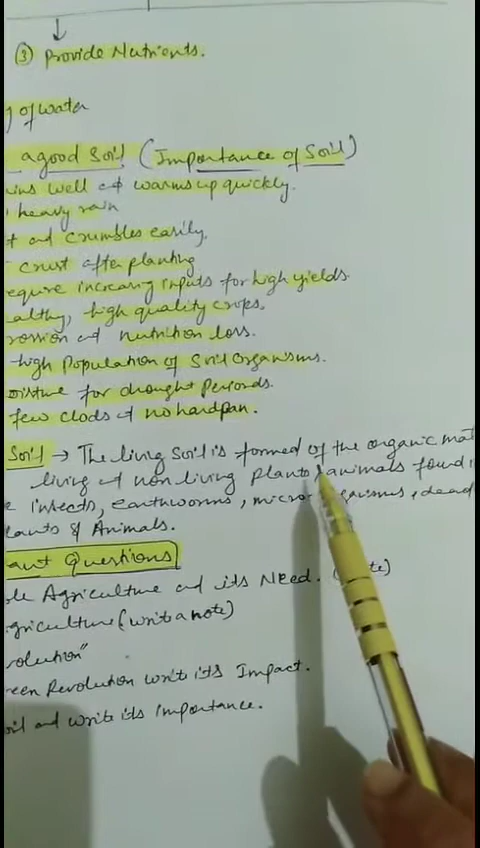 ③ Provide Nutrients.
of water
a good Soil (Importance of Soil)
well & warms up quickly.
heavy rain
and crumbles easily.
crust after planting
equire increasing inputs for high yields
althy, high quality crops.
rosion & nutrition loss.
high Population of Soil Organisms.
oisture for drought Periods.
few clods & no hardpan.
Soil → The living Soil is formed of the organic mat
living & non living Plants, animals found i
insects, earthworms, micro , dead
lants & Animals.
ant Questions
le Agriculture and its Need.
griculture (write a note)
volution"
reen Revolution write its Impact.
oil and write its importance.